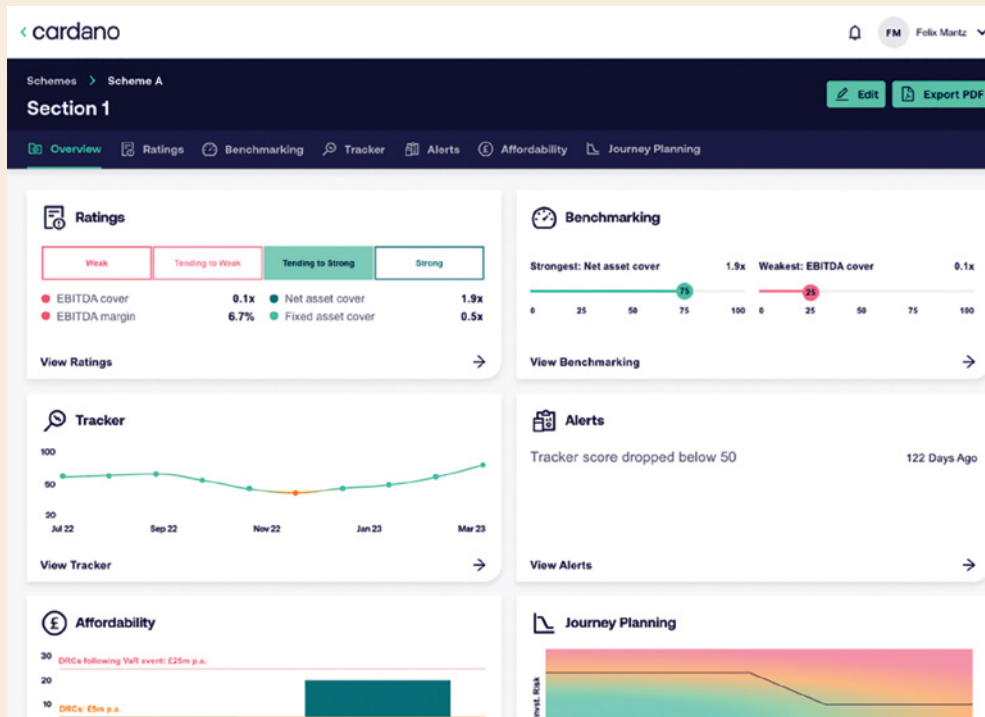 cardano
FM Felix Mantz
Schemes > Scheme A
Section 1
Edit
Export PDF
Overview Ratings Benchmarking Tracker Alerts Affordability Journey Planning
Ratings
Weak Tending to Weak Tending to Strong Strong
EBITDA cover 0.1x Net asset cover 1.9x
EBITDA margin 6.7% Fixed asset cover 0.5x
View Ratings
Benchmarking
Strongest: Net asset cover 1.9x Weakest: EBITDA cover 0.1x
75 25
0 25 50 75 100 0 25 50 75 100
View Benchmarking
Tracker
100
50
20
Jul 22 Sep 22 Nov 22 Jan 23 Mar 23
View Tracker
Alerts
Tracker score dropped below 50 122 Days Ago
View Alerts
£ Affordability
30
DRCs following VaR event: £25m p.a.
20
10
DRCs: £5m p.a.
Journey Planning
Invst. Risk